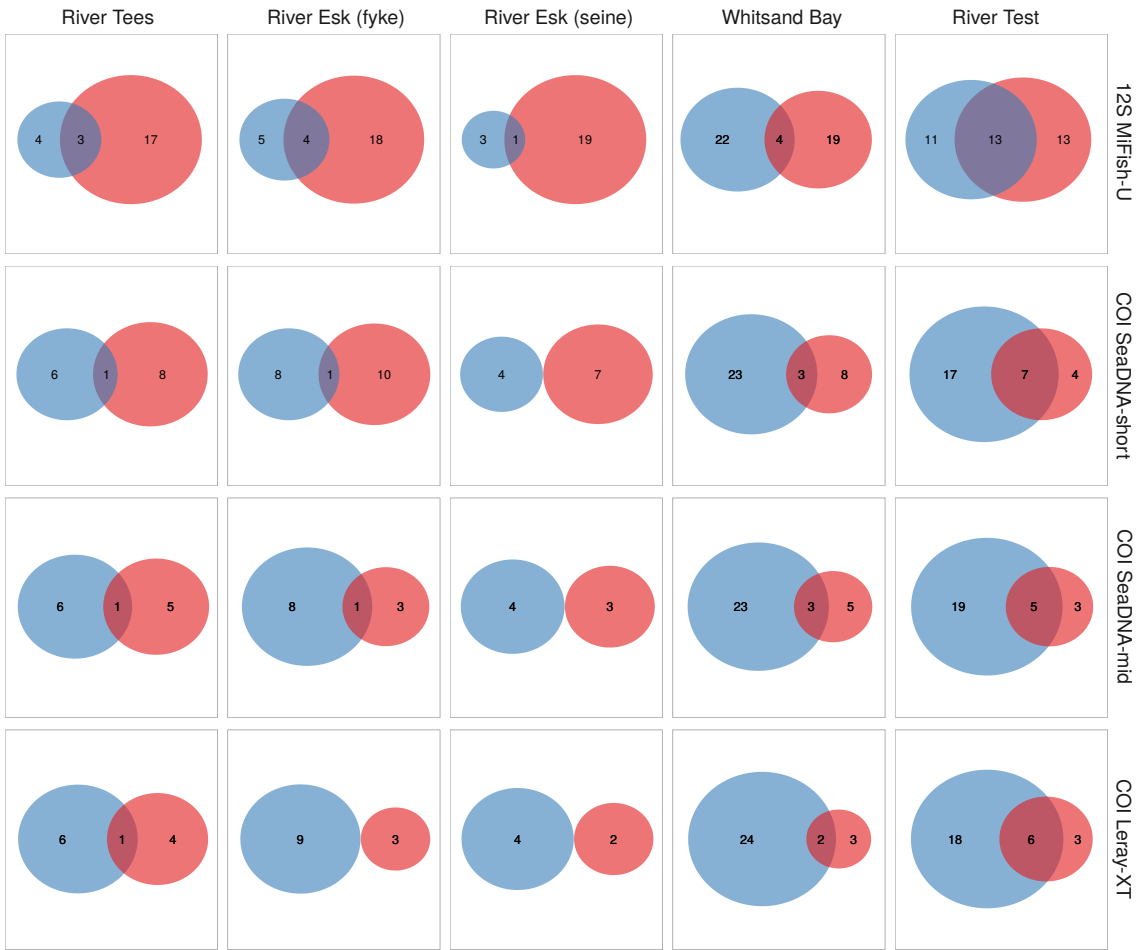 River Tees River Esk (fyke) River Esk (seine) Whitsand Bay River Test
4 3 17 5 4 18 3 1 19 22 4 19 11 13 13 12S MiFish-U
6 1 8 8 1 10 4 7 23 3 8 17 7 4 COI SeaDNA-short
6 1 5 8 1 3 4 3 23 3 5 19 5 3 COI SeaDNA-mid
6 1 4 9 3 4 2 24 2 3 18 6 3 COI Leray-XT